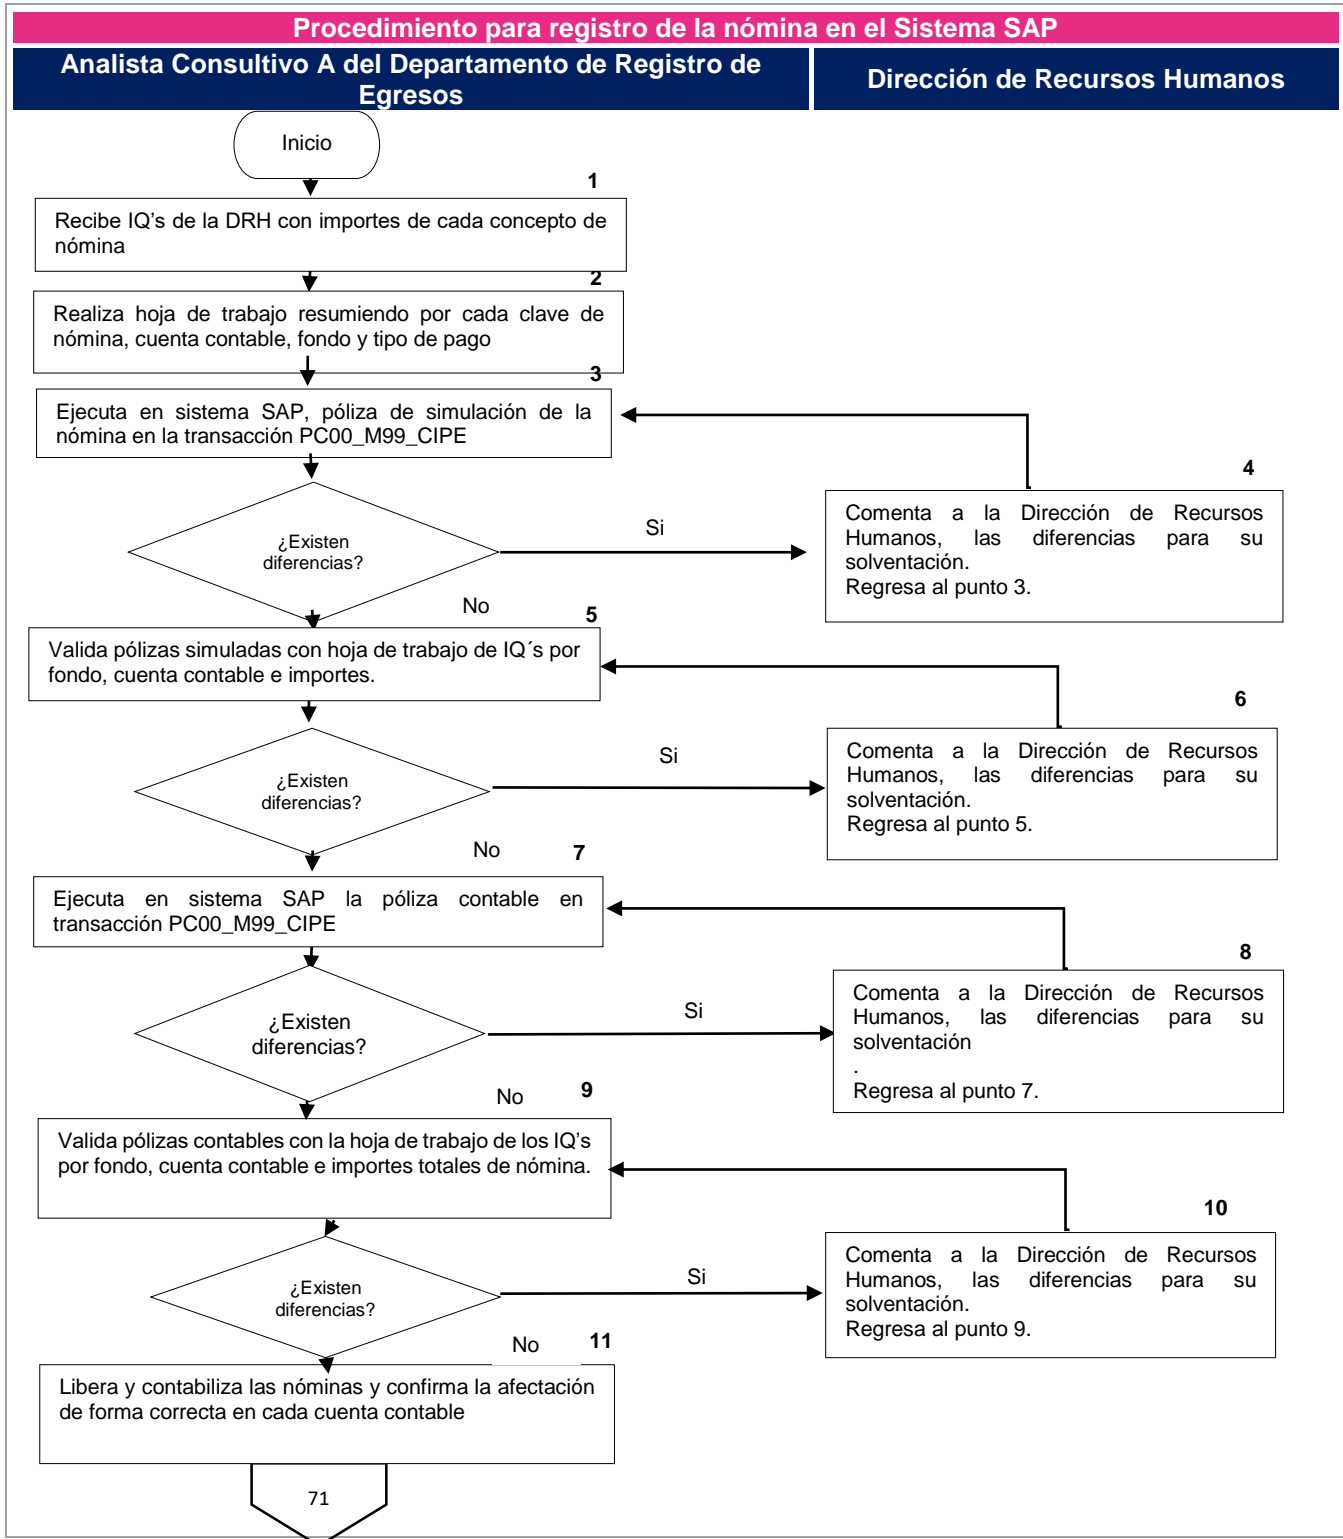 Procedimiento para registro de la nómina en el Sistema SAP
Analista Consultivo A del Departamento de Registro de
Egresos
Dirección de Recursos Humanos
Inicio
1
Recibe IQ's de la DRH con importes de cada concepto de
nómina
2
Realiza hoja de trabajo resumiendo por cada clave de
nómina, cuenta contable, fondo y tipo de pago
3
Ejecuta en sistema SAP, póliza de simulación de la
nómina en la transacción PC00_M99_CIPE
4
Comenta a la Dirección de Recursos
Humanos, las diferencias para su
solventación.
Regresa al punto 3.
¿Existen
diferencias?
Si
No
5
Valida pólizas simuladas con hoja de trabajo de IQ´s por
fondo, cuenta contable e importes.
6
Comenta a la Dirección de Recursos
Humanos, las diferencias para su
solventación.
Regresa al punto 5.
¿Existen
diferencias?
Si
No
7
Ejecuta en sistema SAP la póliza contable en
transacción PC00_M99_CIPE
8
Comenta a la Dirección de Recursos
Humanos, las diferencias para su
solventación
.
Regresa al punto 7.
¿Existen
diferencias?
Si
No
9
Valida pólizas contables con la hoja de trabajo de los IQ's
por fondo, cuenta contable e importes totales de nómina.
10
Comenta a la Dirección de Recursos
Humanos, las diferencias para su
solventación.
Regresa al punto 9.
¿Existen
diferencias?
Si
No
11
Libera y contabiliza las nóminas y confirma la afectación
de forma correcta en cada cuenta contable
71